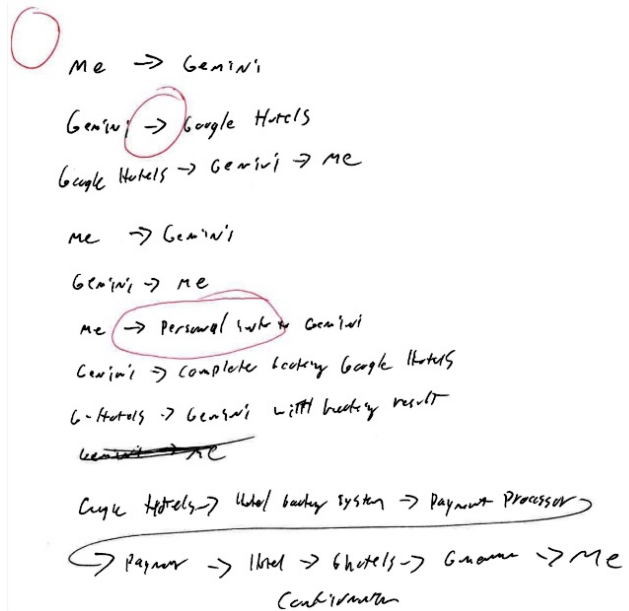 Me → Gemini
Gemini → Google Hotels
Google Hotels → Gemini → Me
Me → Gemini
Gemini → Me
Me → Personal to Gemini
Gemini → complete booking Google Hotels
G-Hotels → Gemini with booking result
Gemini → Me
Google Hotels → Hotel booking system → Payment Processor
→ Payment → Hotel → Ghotels → → Me
Confirmation